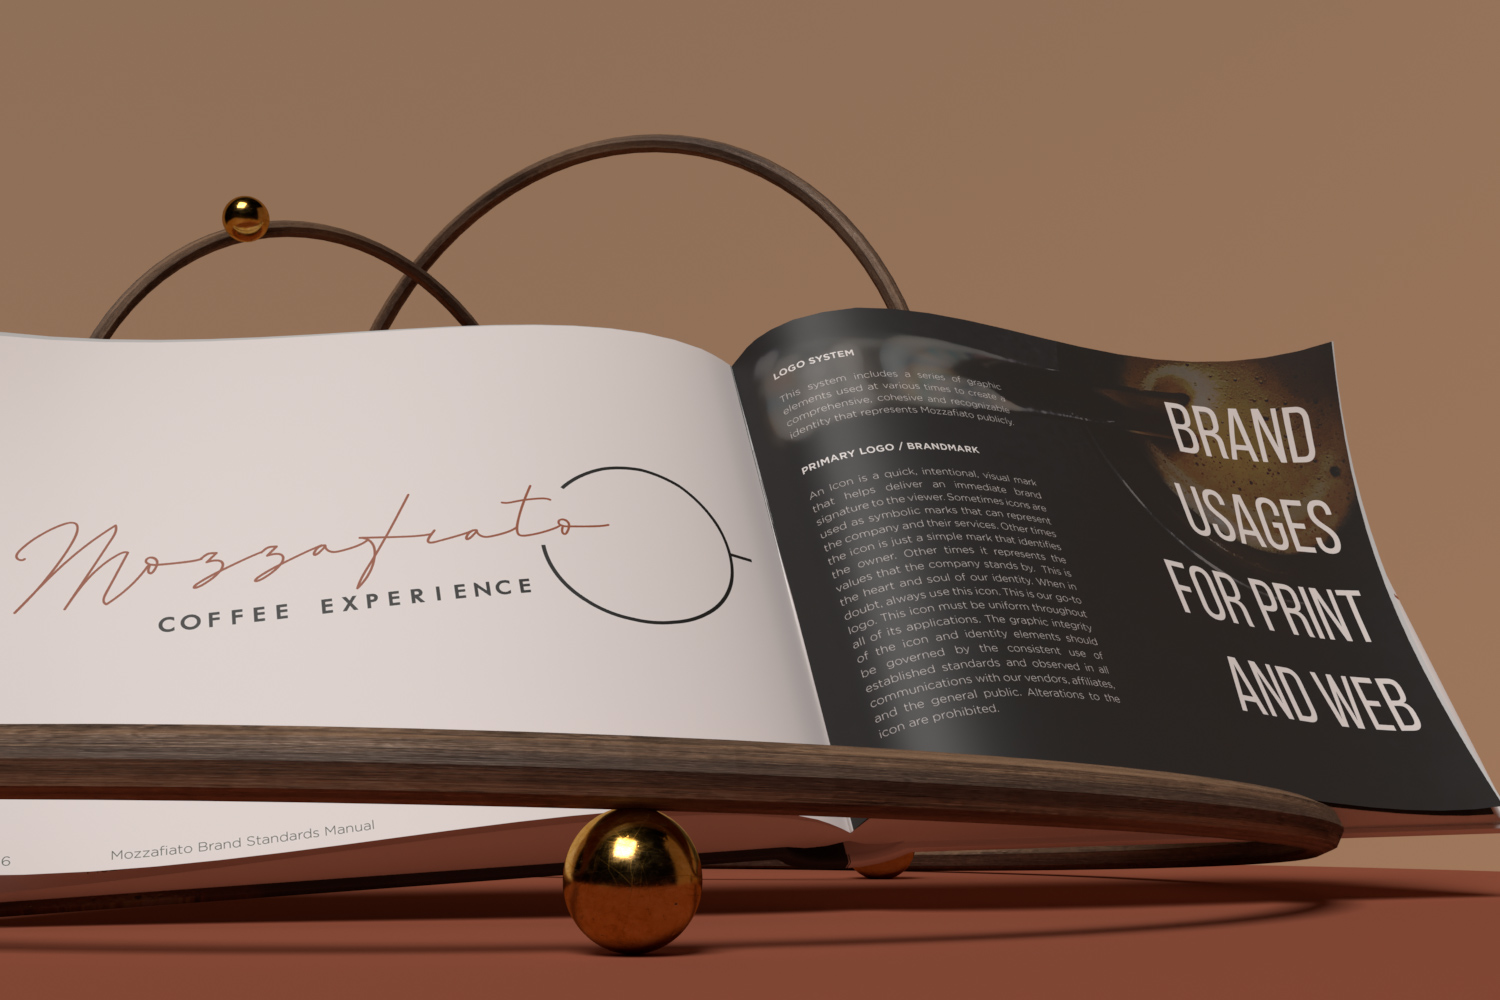 Mozzafiato
COFFEE EXPERIENCE
6
Mozzafiato Brand Standards Manual
LOGO SYSTEM
This system includes a series of graphic
elements used at various times to create a
comprehensive, cohesive and recognizable
identity that represents Mozzafiato publicly.
PRIMARY LOGO / BRANDMARK
An Icon is a quick, intentional, visual mark
that helps deliver an immediate brand
signature to the viewer. Sometimes icons are
used as symbolic marks that can represent
the company and their services. Other times
the icon is just a simple mark that identifies
the owner. Other times it represents the
values that the company stands by. This is
the heart and soul of our identity. When in
doubt, always use this icon. This is our go-to
logo. This icon must be uniform throughout
all of its applications. The graphic integrity
of the icon and identity elements should
be governed by the consistent use of
established standards and observed in all
communications with our vendors, affiliates,
and the general public. Alterations to the
icon are prohibited.
BRAND
USAGES
FOR PRINT
AND WEB